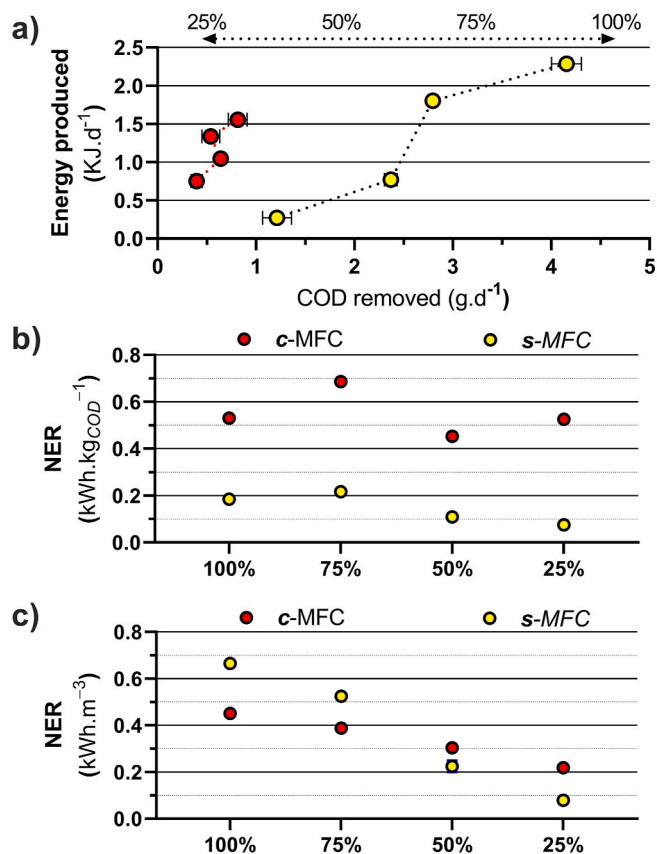 a)
25% 50% 75% 100%
2.5
2.0
1.5
1.0
0.5
0.0
Energy produced
(KJ.d⁻¹)
0 1 2 3 4 5
COD removed (g.d⁻¹)
b)
c-MFC s-MFC
0.8
0.6
0.4
0.2
0.0
NER
(kWh.kg_COD⁻¹)
100% 75% 50% 25%
c)
c-MFC s-MFC
0.8
0.6
0.4
0.2
0.0
NER
(kWh.m⁻³)
100% 75% 50% 25%